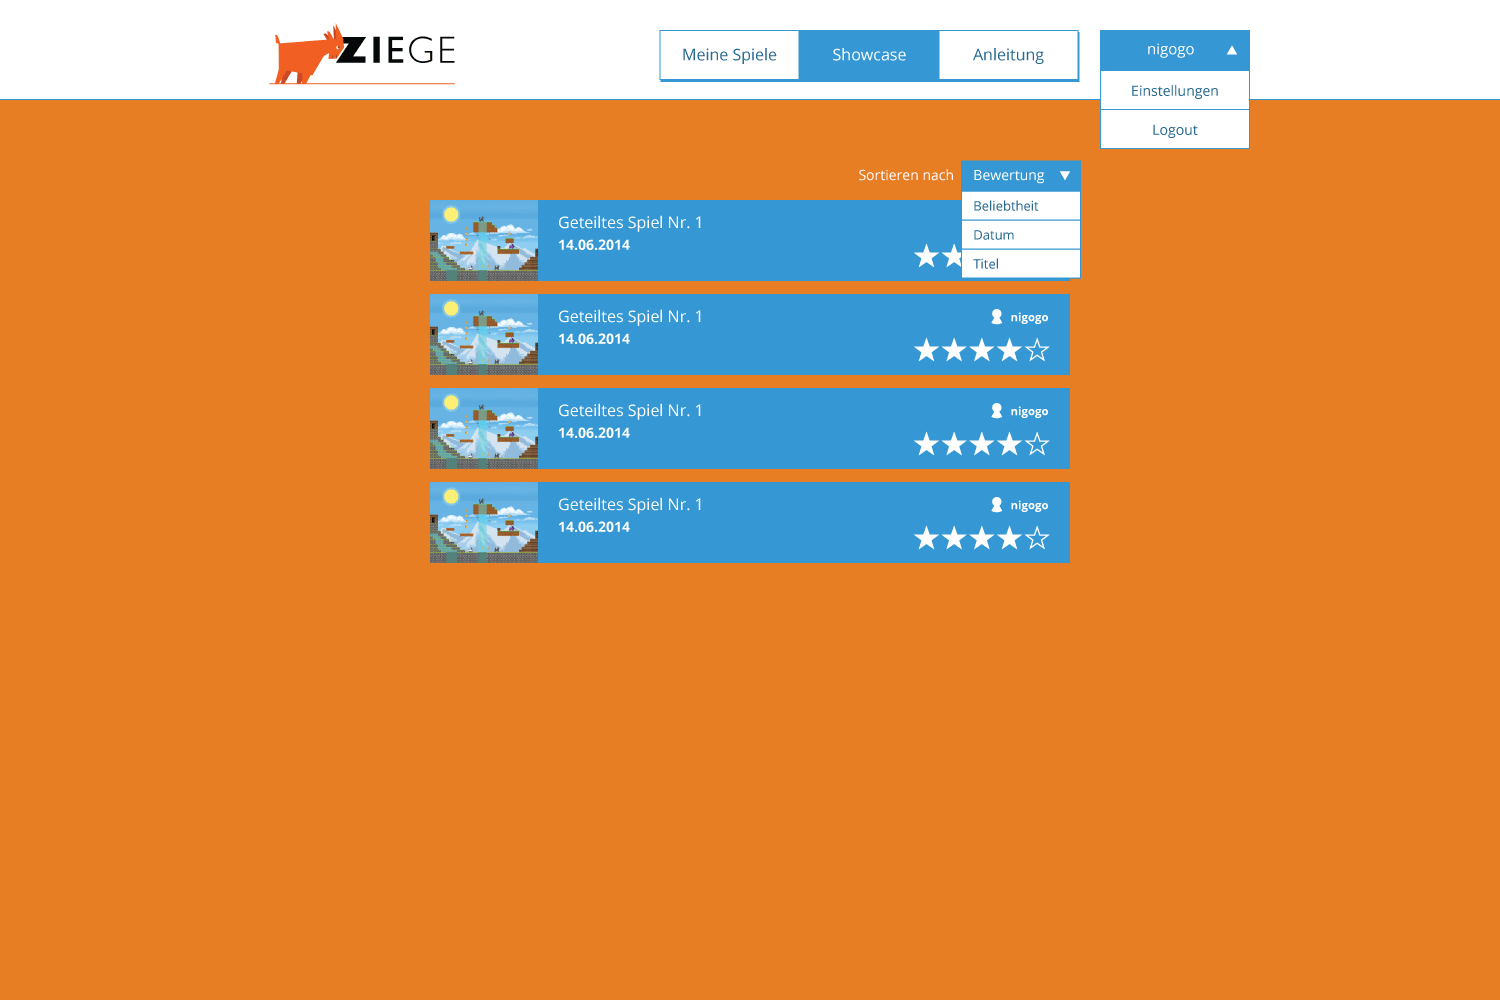 ZIEGE
Meine Spiele
Showcase
Anleitung
nigogo
Einstellungen
Logout
Sortieren nach
Bewertung
Beliebtheit
Datum
Titel
Geteiltes Spiel Nr. 1
14.06.2014
Geteiltes Spiel Nr. 1
14.06.2014
nigogo
Geteiltes Spiel Nr. 1
14.06.2014
nigogo
Geteiltes Spiel Nr. 1
14.06.2014
nigogo